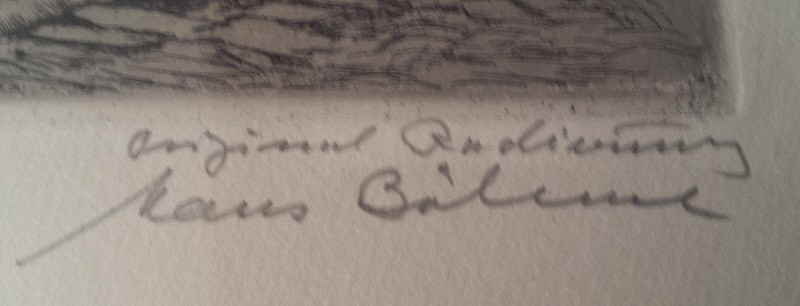 Original Radierung
Hans Böhme